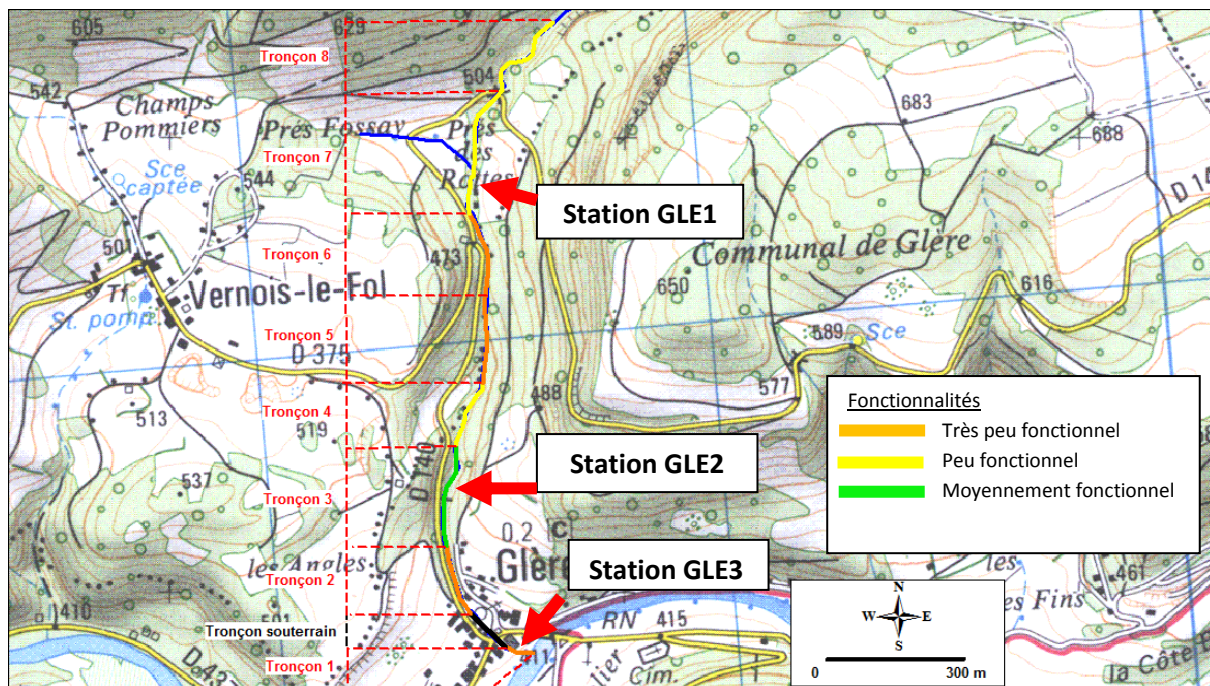 605
629
Tronçon 8
542
504
Champs
Pommiers
683
688
Prés Fossay
Prés
des
Rottes
Tronçon 7
Sce
captée
544
D 14
Station GLE1
501
Tronçon 6
473
Communal de Glère
650
616
Vernois-le-Fol
St. pomp.
Tronçon 5
589
Sce
D 375
577
488
Fonctionnalités
513
Tronçon 4
519
Très peu fonctionnel
Peu fonctionnel
Station GLE2
D 140
537
Tronçon 3
Moyennement fonctionnel
0.2
C
Glère
les Angles
Station GLE3
les
461
Tronçon 2
410
es Fins
N
W
E
S
RN
415
Tronçon souterrain
411
Tronçon 1
D 43
Cim.
0
300 m
la Côte